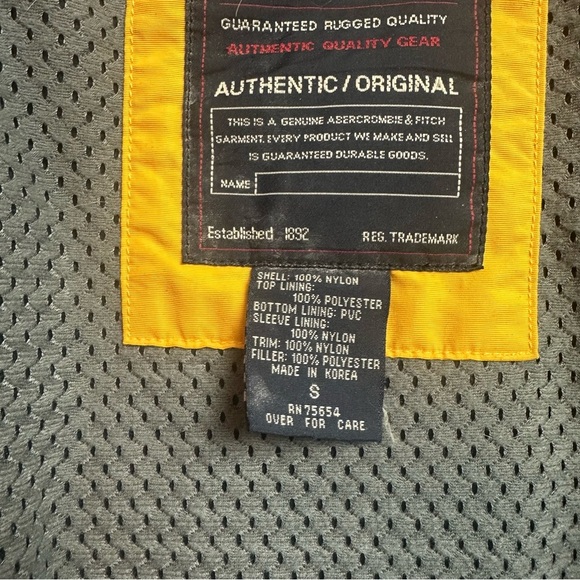 GUARANTEED RUGGED QUALITY
AUTHENTIC QUALITY GEAR
AUTHENTIC / ORIGINAL
THIS IS A GENUINE ABERCROMBIE & FITCH
GARMENT. EVERY PRODUCT WE MAKE AND SELL
IS GUARANTEED DURABLE GOODS.
NAME
Established 1892 REG. TRADEMARK
SHELL: 100% NYLON
TOP LINING:
100% POLYESTER
BOTTOM LINING: PVC
SLEEVE LINING:
100% NYLON
TRIM: 100% NYLON
FILLER: 100% POLYESTER
MADE IN KOREA
S
RN 75654
OVER FOR CARE